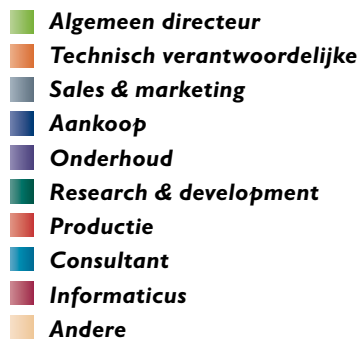 Algemeen directeur
Technisch verantwoordelijke
Sales & marketing
Aankoop
Onderhoud
Research & development
Productie
Consultant
Informaticus
Andere